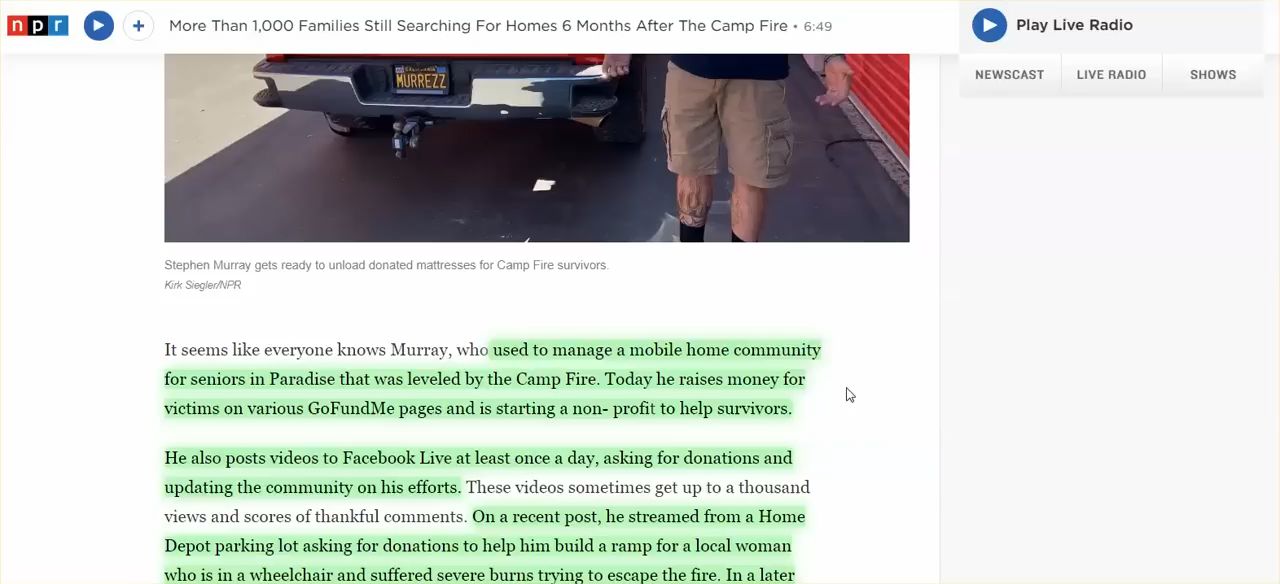 npr
More Than 1,000 Families Still Searching For Homes 6 Months After The Camp Fire • 6:49
Play Live Radio
NEWSCAST
LIVE RADIO
SHOWS
MURREZZ
Stephen Murray gets ready to unload donated mattresses for Camp Fire survivors.
Kirk Siegler/NPR
It seems like everyone knows Murray, who used to manage a mobile home community
for seniors in Paradise that was leveled by the Camp Fire. Today he raises money for
victims on various GoFundMe pages and is starting a non- profit to help survivors.
He also posts videos to Facebook Live at least once a day, asking for donations and
updating the community on his efforts. These videos sometimes get up to a thousand
views and scores of thankful comments. On a recent post, he streamed from a Home
Depot parking lot asking for donations to help him build a ramp for a local woman
who is in a wheelchair and suffered severe burns trying to escape the fire. In a later